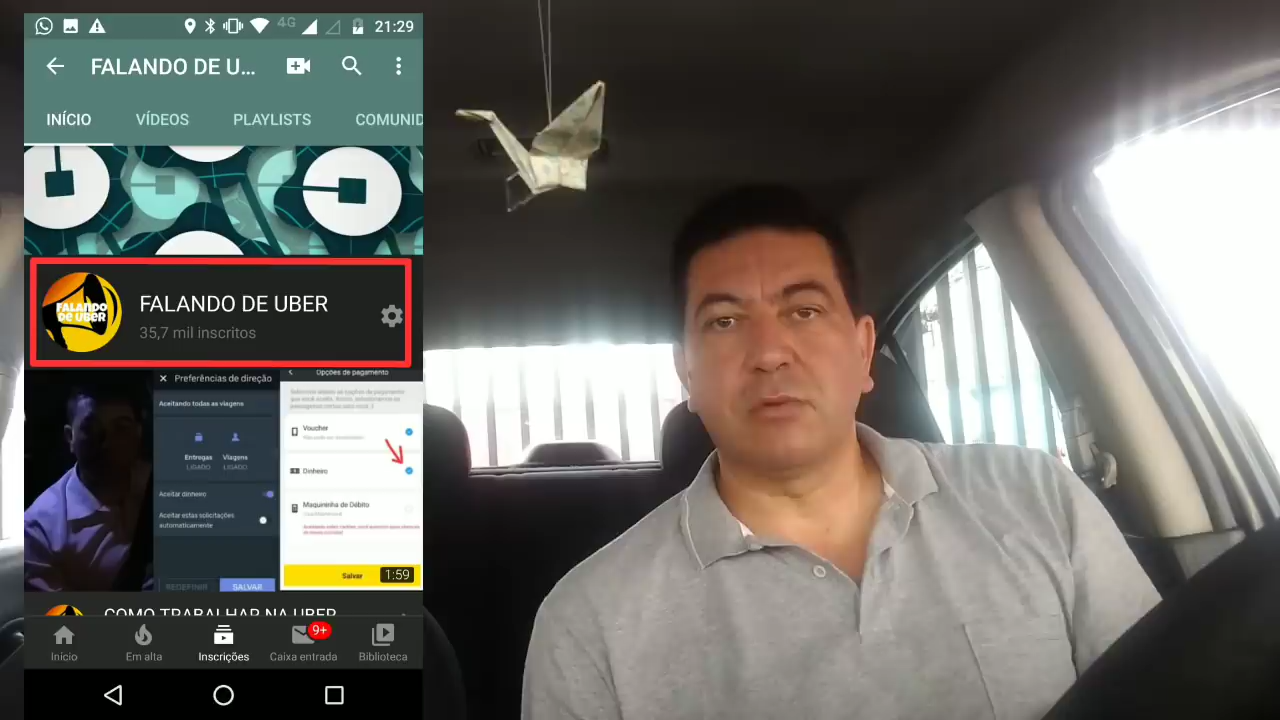 4G 21:29
FALANDO DE U...
INÍCIO VÍDEOS PLAYLISTS COMUNID
FALANDO DE UBER
FALANDO DE UBER
35,7 mil inscritos
Preferências de direção
Aceitando todas as viagens
Entregas Viagens
LIGADO LIGADO
Aceitar dinheiro
Aceitar estas solicitações
automaticamente
REDEFINIR SALVAR
Opções de pagamento
Voucher
Dinheiro
Maquininha de Débito
Salvar
1:59
COMO TRABALHAR NA UBER
9+
Início Em alta Inscrições Caixa entrada Biblioteca